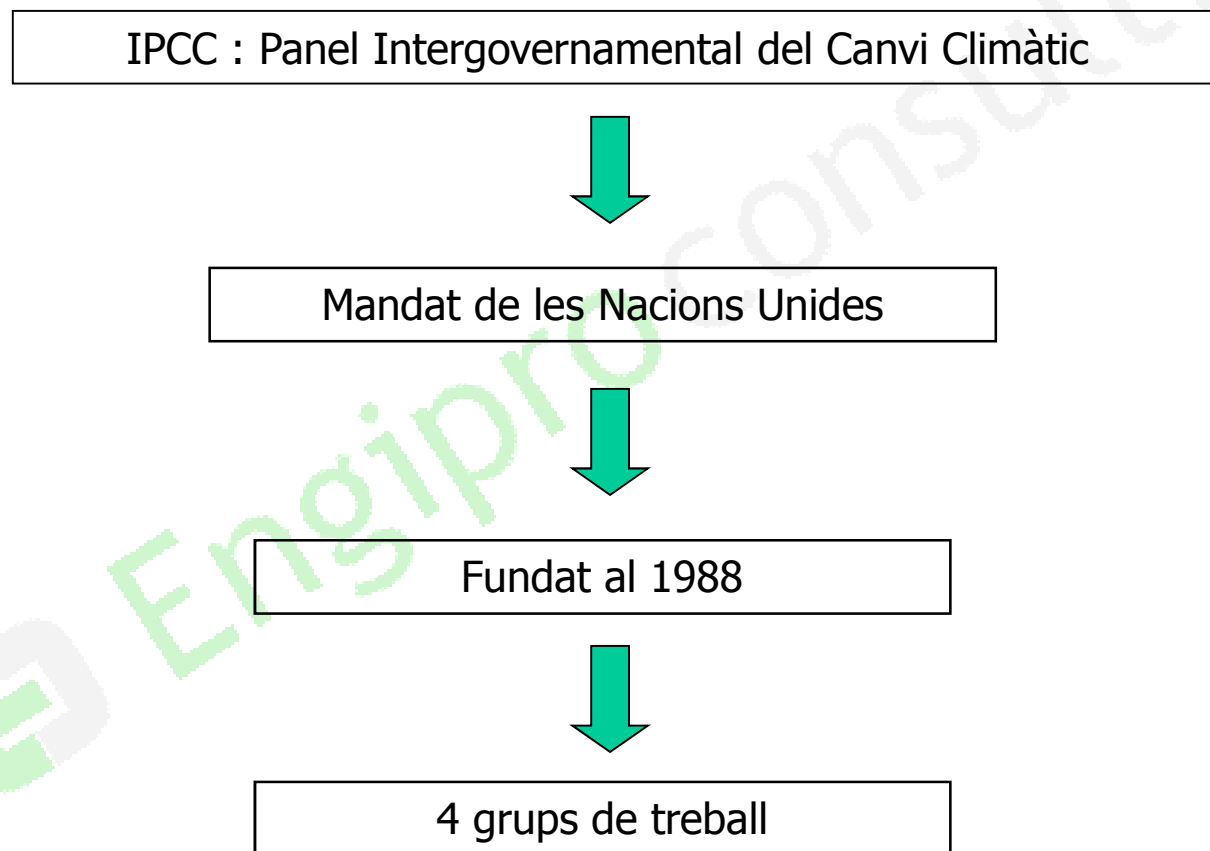 IPCC : Panel Intergovernamental del Canvi Climàtic
Mandat de les Nacions Unides
Fundat al 1988
4 grups de treball
Engipro consult